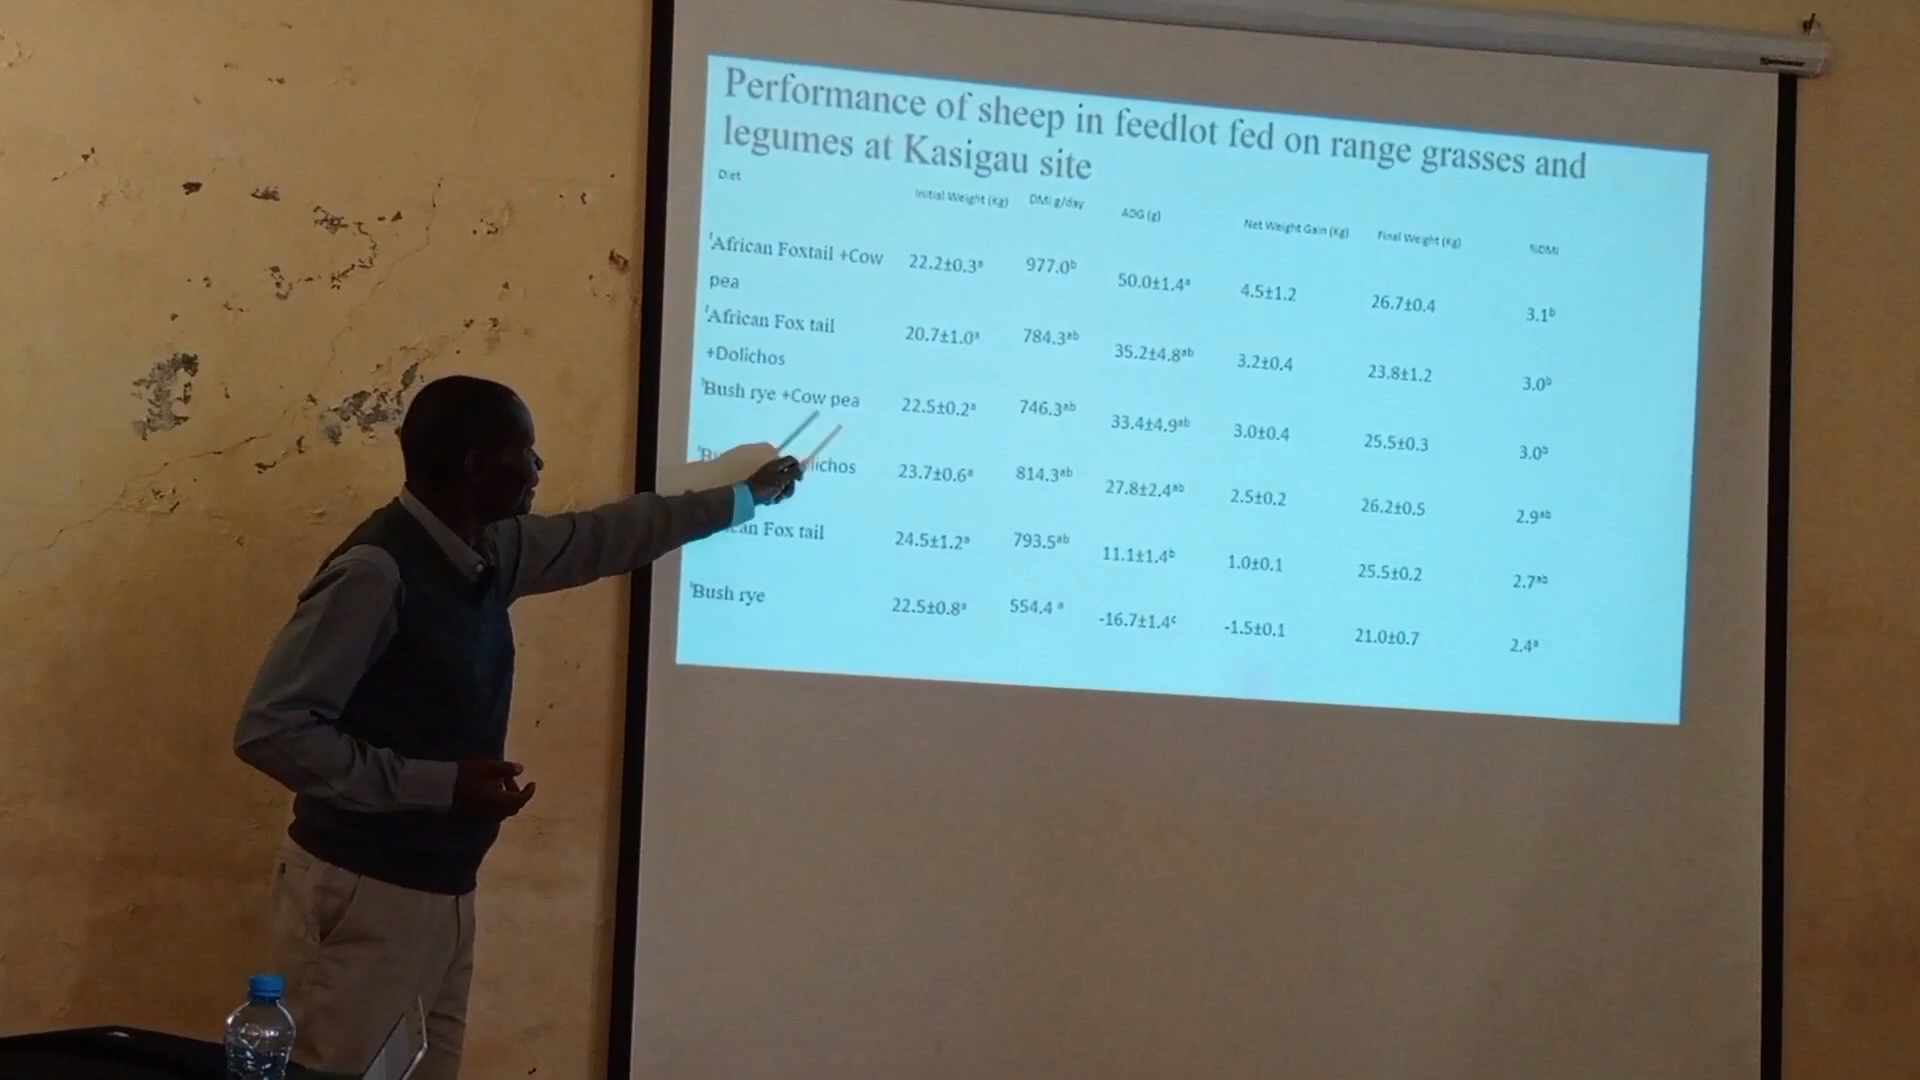 Performance of sheep in feedlot fed on range grasses and
legumes at Kasigau site
Diet Initial Weight (Kg) DMI g/day ADG (g) Net Weight Gain (Kg) Final Weight (Kg) %DMI
African Foxtail +Cow pea 22.2±0.3ᵃ 977.0ᵇ 50.0±1.4ᵃ 4.5±1.2 26.7±0.4 3.1ᵇ
African Fox tail +Dolichos 20.7±1.0ᵃ 784.3ᵃᵇ 35.2±4.8ᵃᵇ 3.2±0.4 23.8±1.2 3.0ᵇ
Bush rye +Cow pea 22.5±0.2ᵃ 746.3ᵃᵇ 33.4±4.9ᵃᵇ 3.0±0.4 25.5±0.3 3.0ᵇ
lichos 23.7±0.6ᵃ 814.3ᵃᵇ 27.8±2.4ᵃᵇ 2.5±0.2 26.2±0.5 2.9ᵃᵇ
can Fox tail 24.5±1.2ᵃ 793.5ᵃᵇ 11.1±1.4ᵇ 1.0±0.1 25.5±0.2 2.7ᵃᵇ
Bush rye 22.5±0.8ᵃ 554.4 ᵃ -16.7±1.4ᶜ -1.5±0.1 21.0±0.7 2.4ᵃ